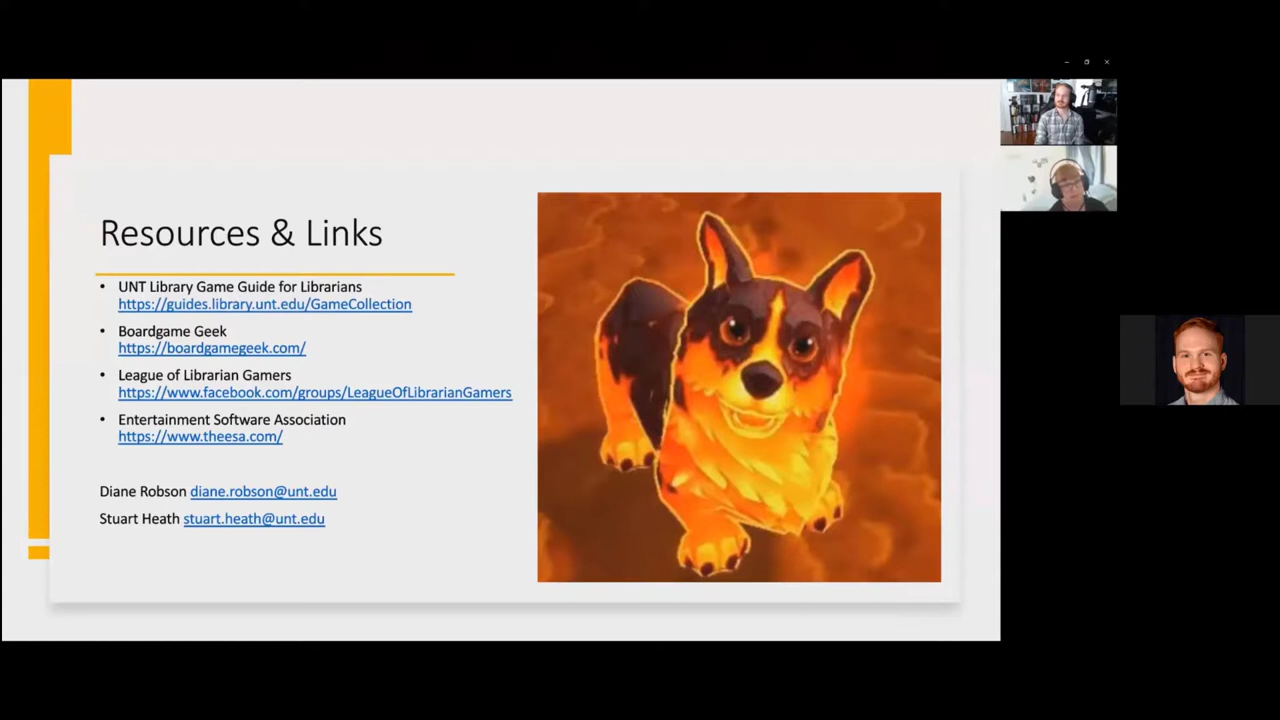 Resources & Links
• UNT Library Game Guide for Librarians
https://guides.library.unt.edu/GameCollection
• Boardgame Geek
https://boardgamegeek.com/
• League of Librarian Gamers
https://www.facebook.com/groups/LeagueOfLibrarianGamers
• Entertainment Software Association
https://www.theesa.com/
Diane Robson diane.robson@unt.edu
Stuart Heath stuart.heath@unt.edu